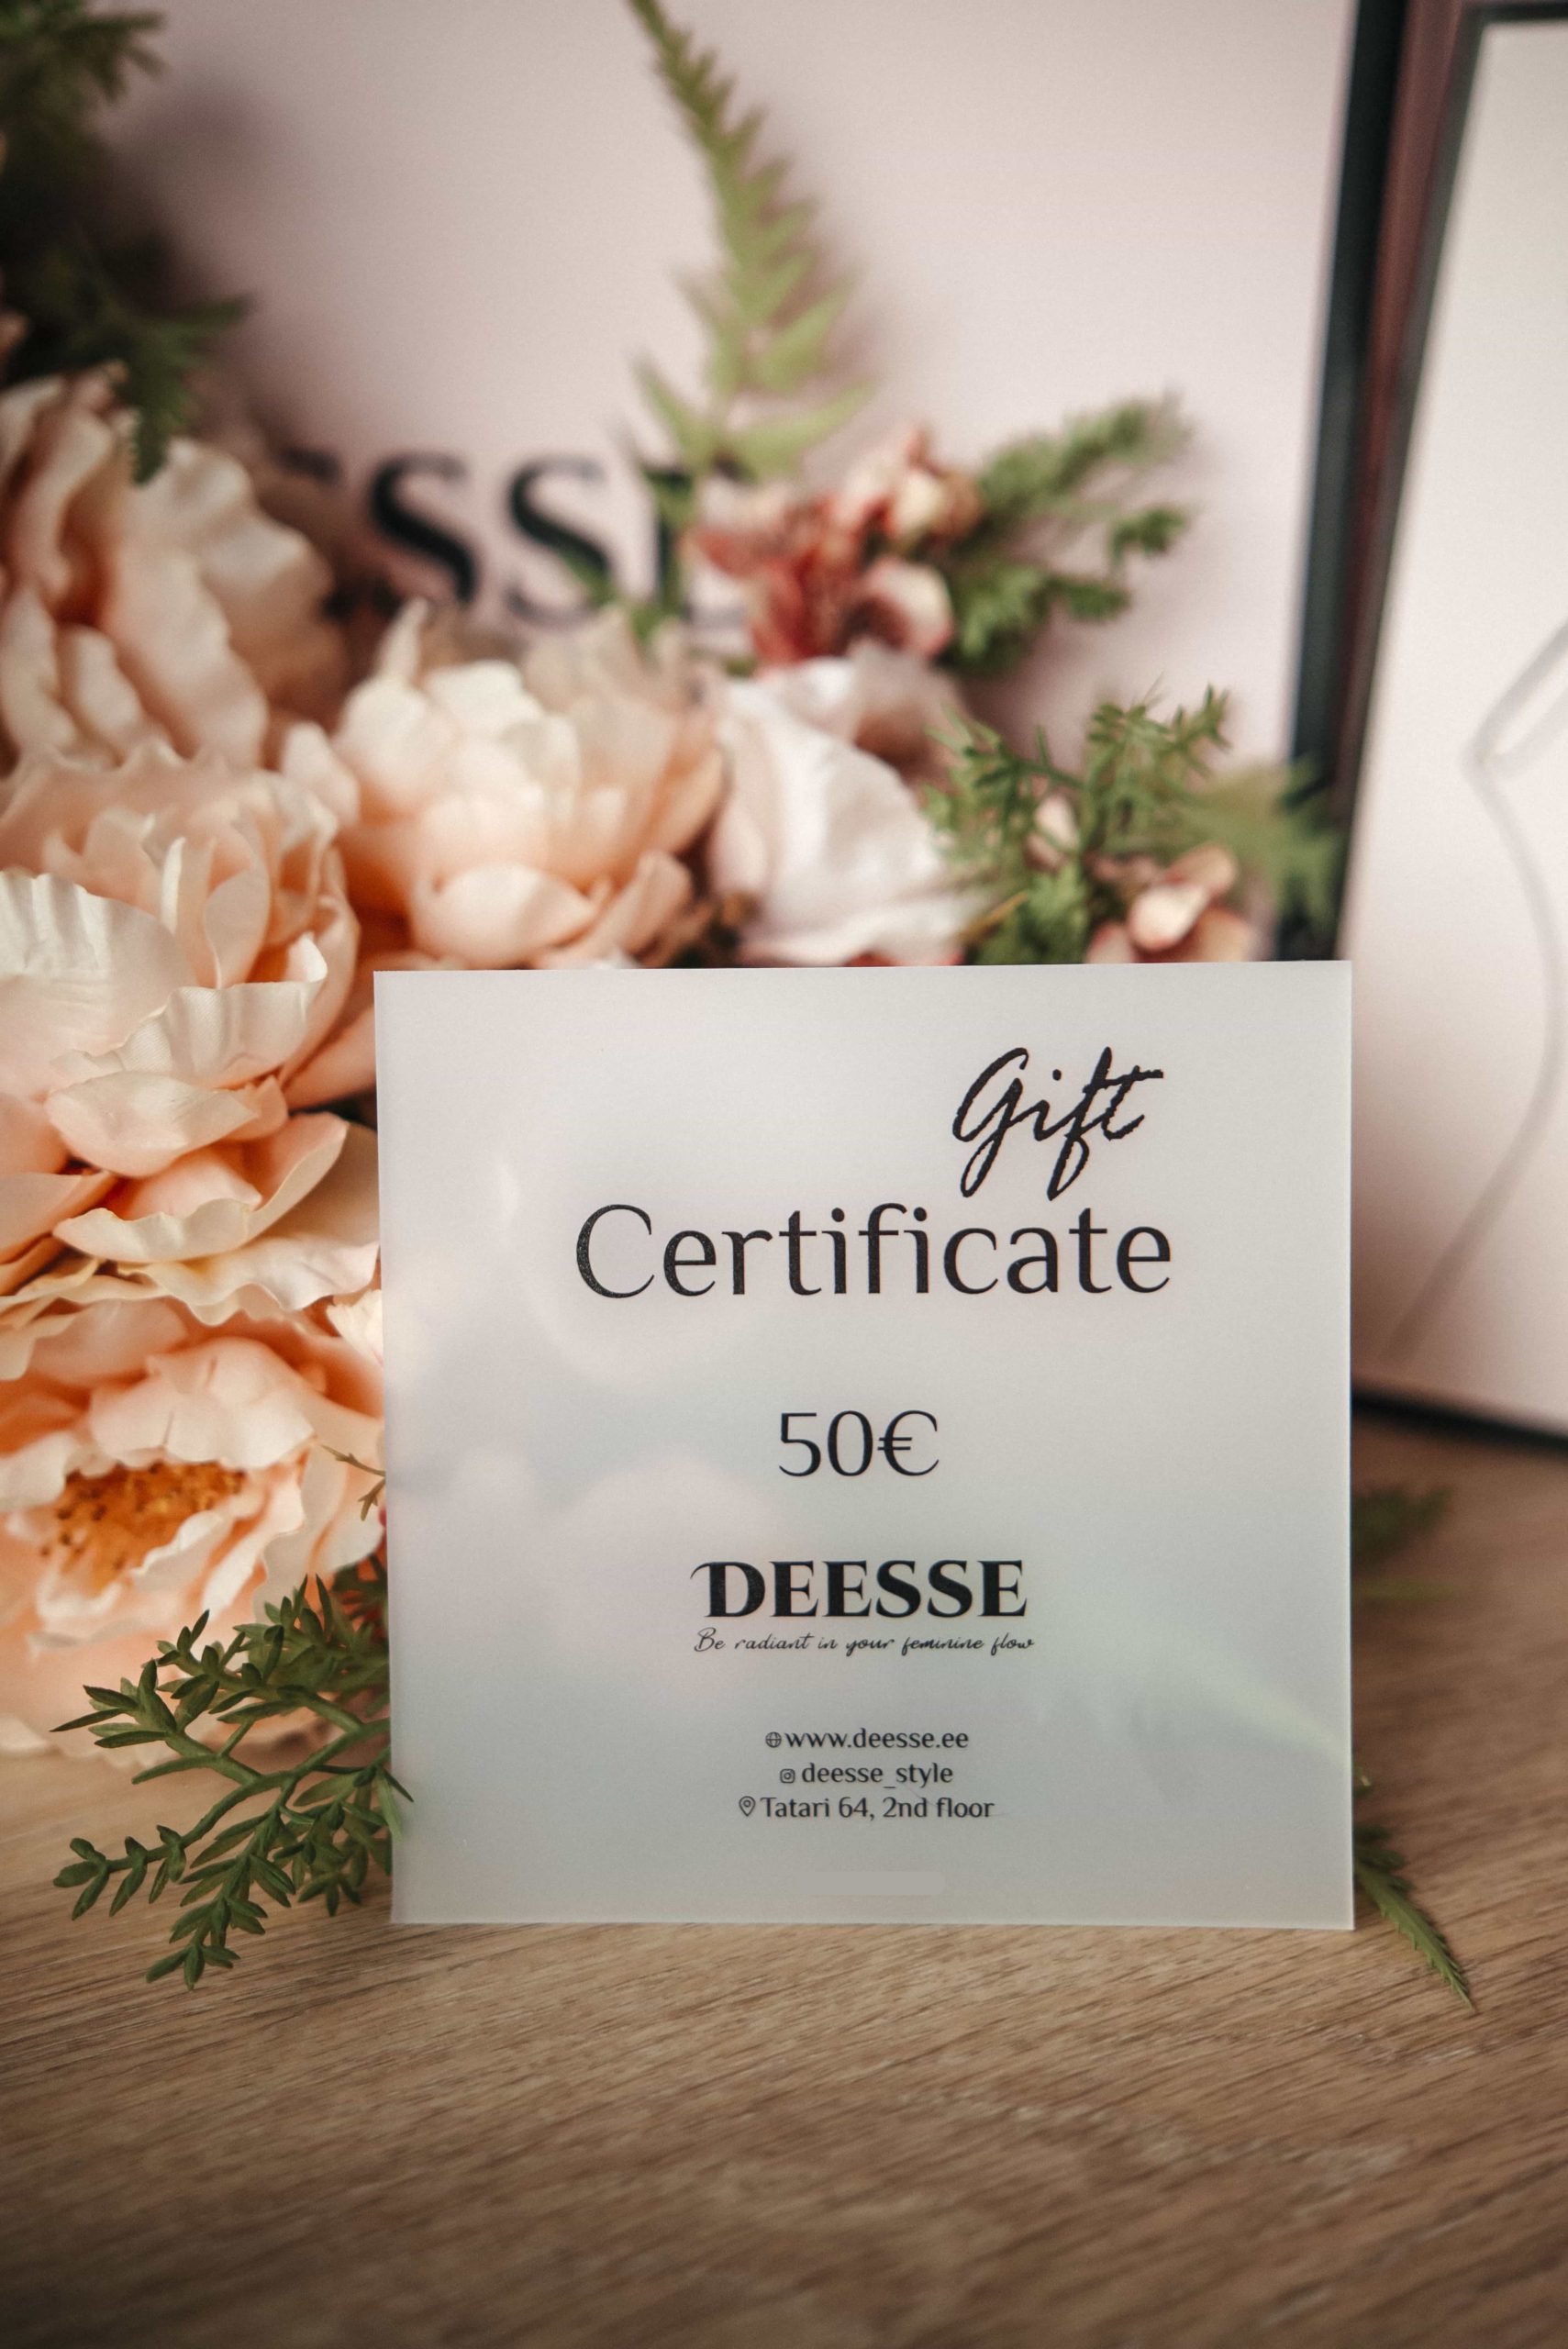 Gift
Certificate
50€
DEESSE
Be radiant in your feminine flow
www.deesse.ee
deesse_style
Tatari 64, 2nd floor